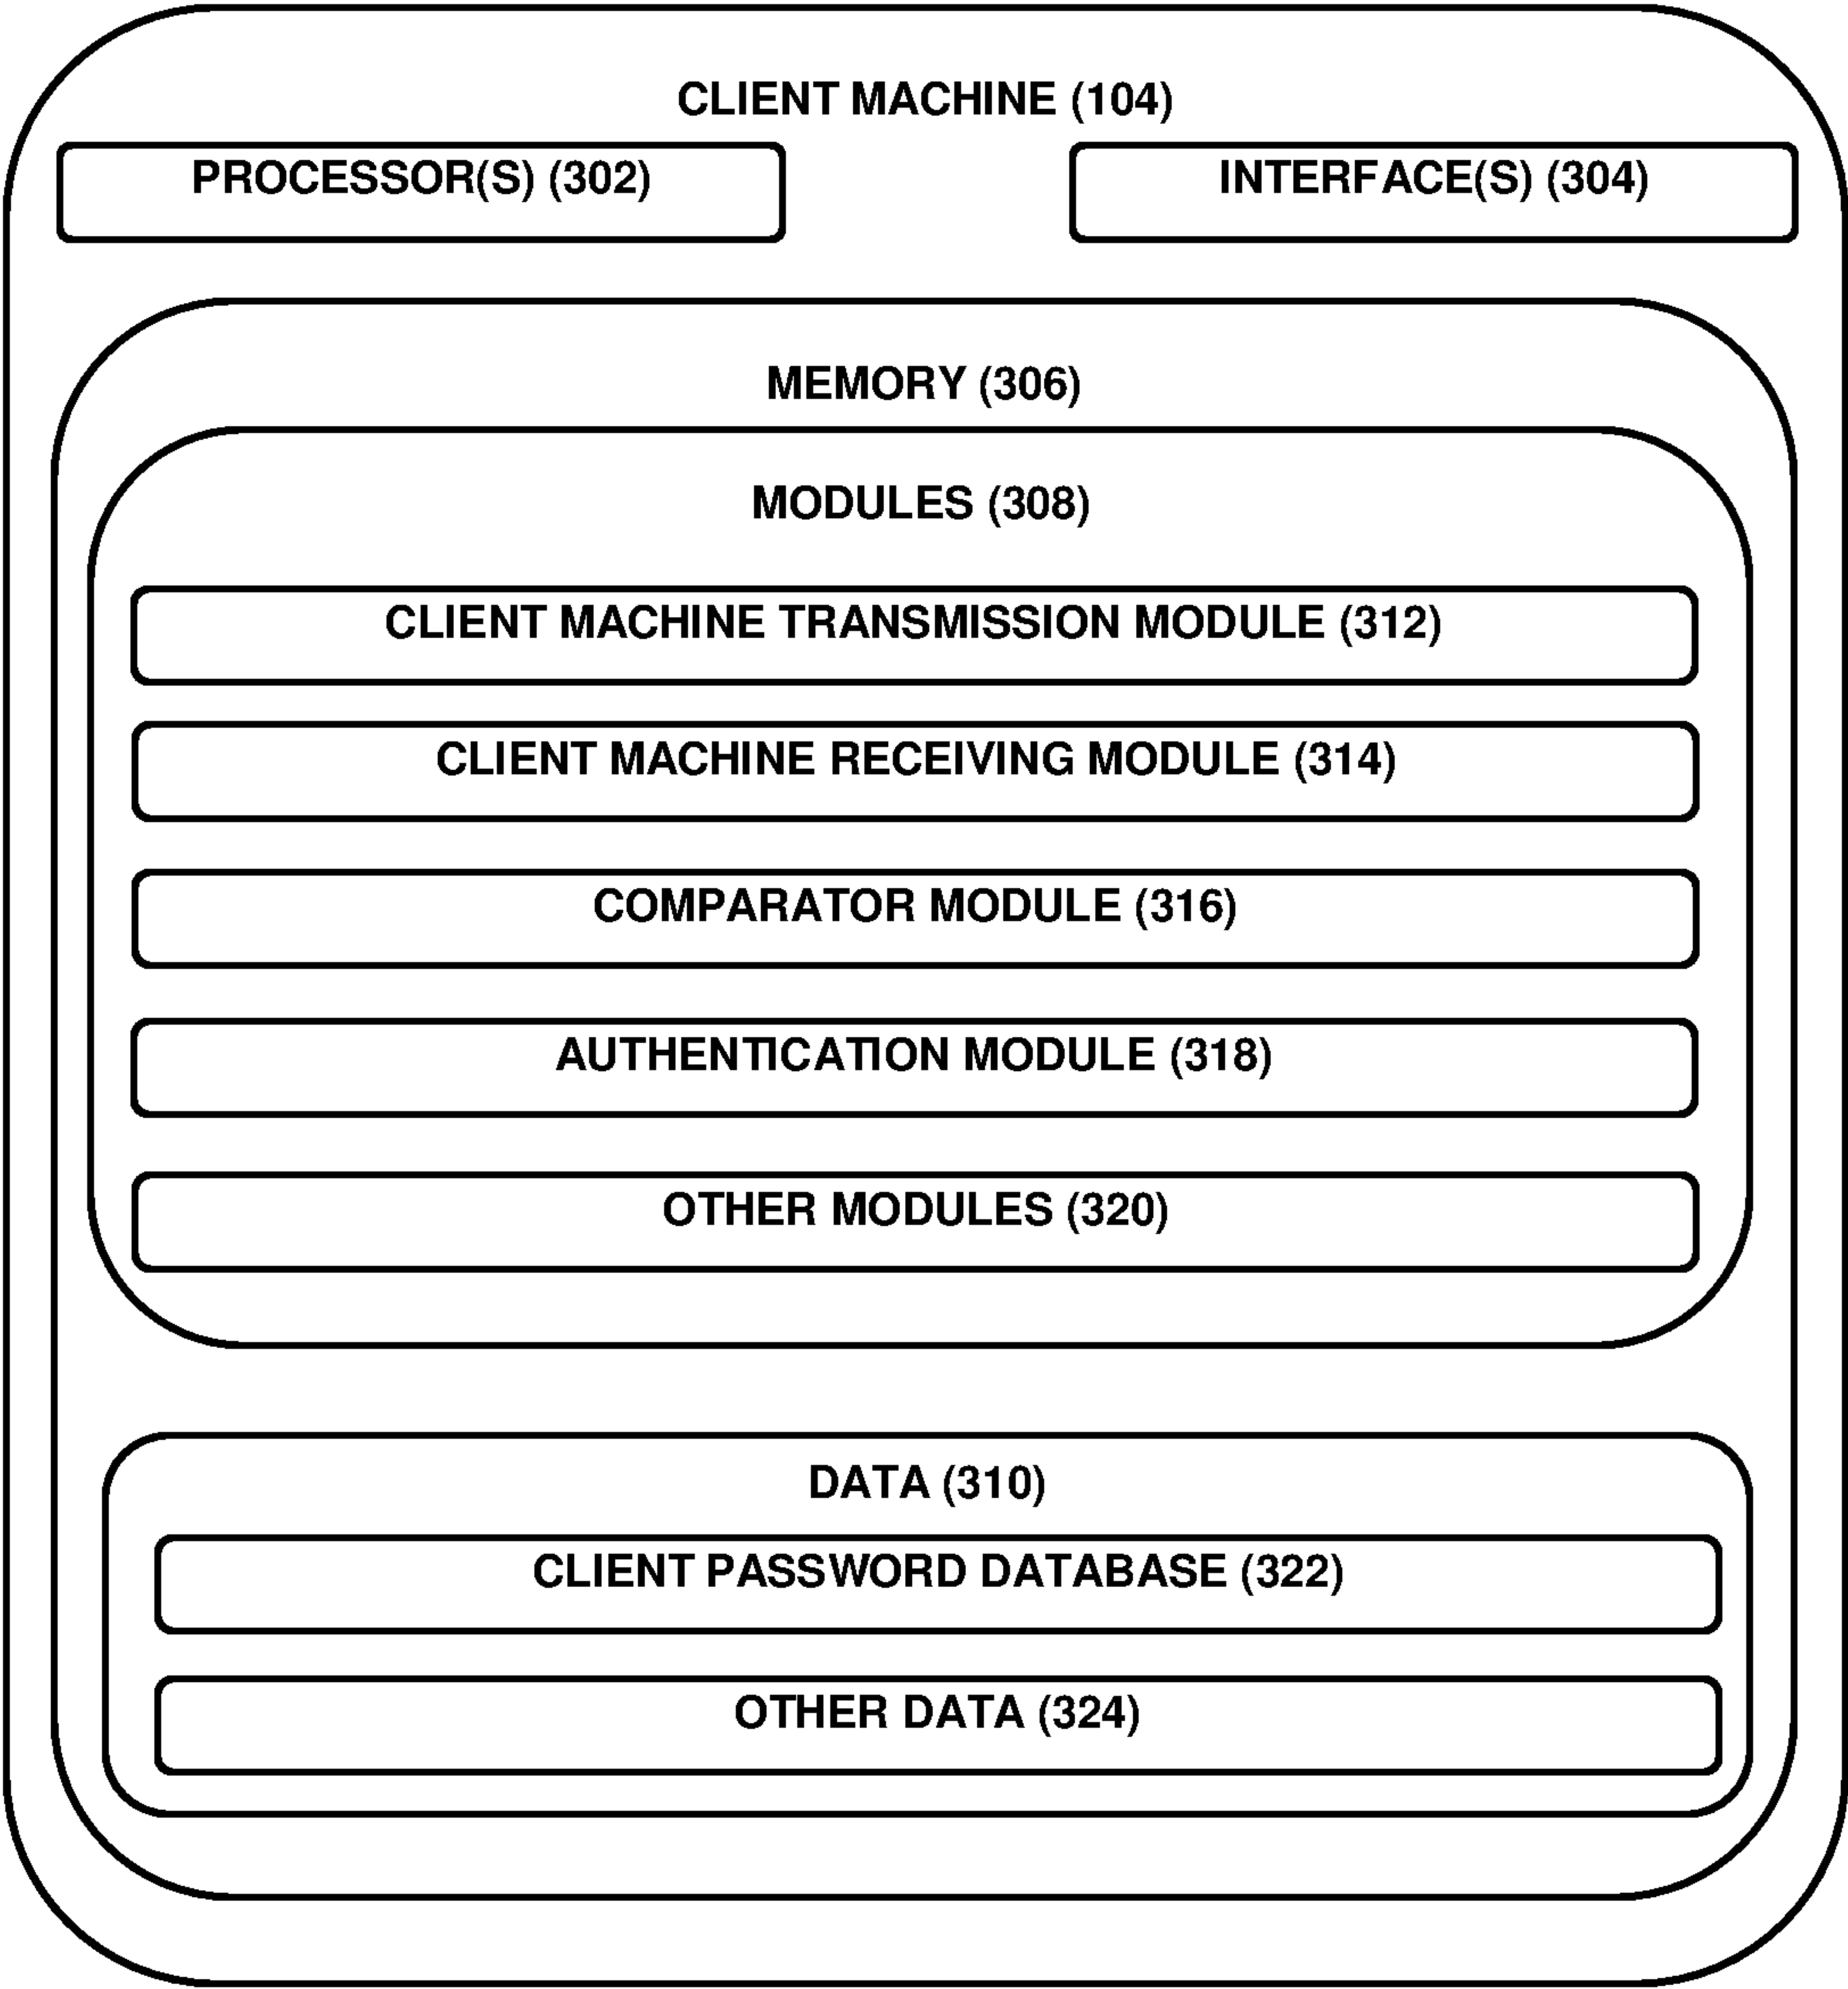 CLIENT MACHINE (104)
PROCESSOR(S) (302)
INTERFACE(S) (304)
MEMORY (306)
MODULES (308)
CLIENT MACHINE TRANSMISSION MODULE (312)
CLIENT MACHINE RECEIVING MODULE (314)
COMPARATOR MODULE (316)
AUTHENTICATION MODULE (318)
OTHER MODULES (320)
DATA (310)
CLIENT PASSWORD DATABASE (322)
OTHER DATA (324)